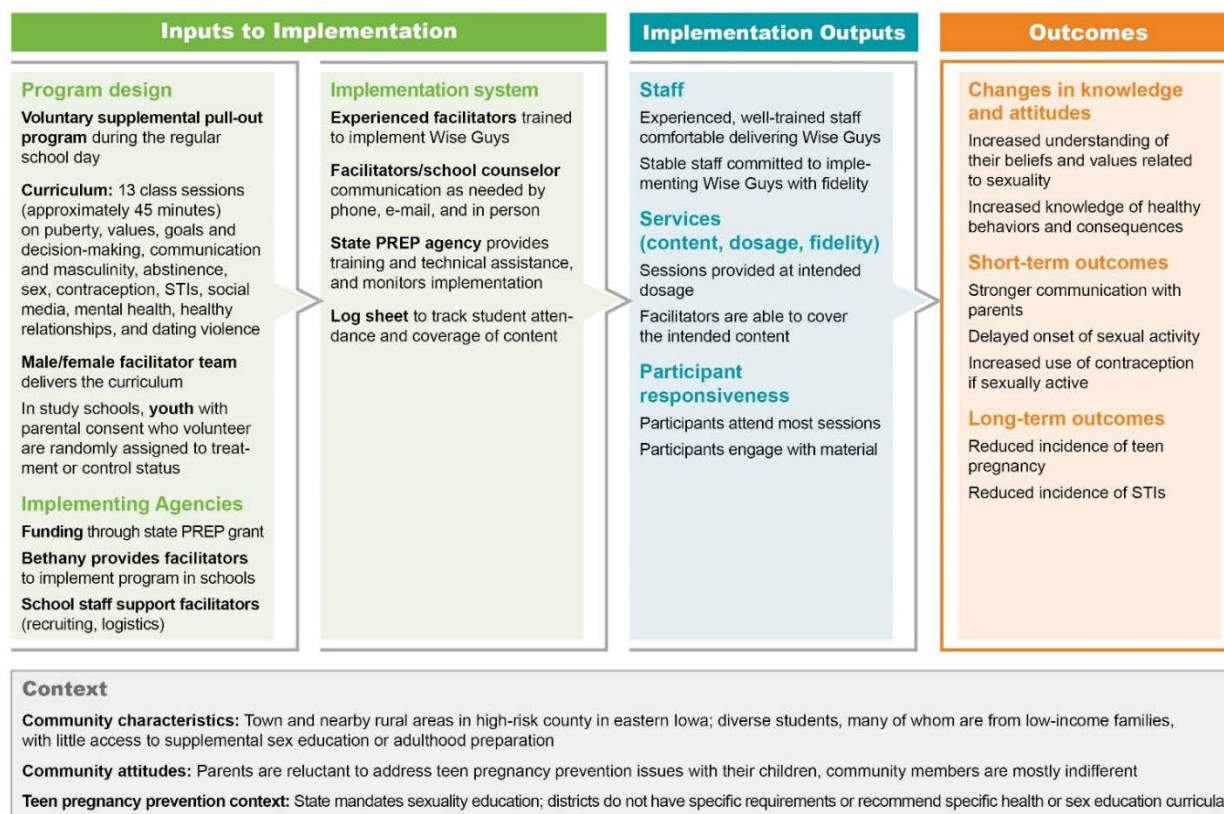 Inputs to Implementation
Program design
Voluntary supplemental pull-out
program during the regular
school day
Curriculum: 13 class sessions
(approximately 45 minutes)
on puberty, values, goals and
decision-making, communication
and masculinity, abstinence,
sex, contraception, STIs, social
media, mental health, healthy
relationships, and dating violence
Male/female facilitator team
delivers the curriculum
In study schools, youth with
parental consent who volunteer
are randomly assigned to treat-
ment or control status
Implementing Agencies
Funding through state PREP grant
Bethany provides facilitators
to implement program in schools
School staff support facilitators
(recruiting, logistics)
Implementation system
Experienced facilitators trained
to implement Wise Guys
Facilitators/school counselor
communication as needed by
phone, e-mail, and in person
State PREP agency provides
training and technical assistance,
and monitors implementation
Log sheet to track student atten-
dance and coverage of content
Implementation Outputs
Staff
Experienced, well-trained staff
comfortable delivering Wise Guys
Stable staff committed to imple-
menting Wise Guys with fidelity
Services
(content, dosage, fidelity)
Sessions provided at intended
dosage
Facilitators are able to cover
the intended content
Participant
responsiveness
Participants attend most sessions
Participants engage with material
Outcomes
Changes in knowledge
and attitudes
Increased understanding of
their beliefs and values related
to sexuality
Increased knowledge of healthy
behaviors and consequences
Short-term outcomes
Stronger communication with
parents
Delayed onset of sexual activity
Increased use of contraception
if sexually active
Long-term outcomes
Reduced incidence of teen
pregnancy
Reduced incidence of STIs
Context
Community characteristics: Town and nearby rural areas in high-risk county in eastern Iowa; diverse students, many of whom are from low-income families,
with little access to supplemental sex education or adulthood preparation
Community attitudes: Parents are reluctant to address teen pregnancy prevention issues with their children, community members are mostly indifferent
Teen pregnancy prevention context: State mandates sexuality education; districts do not have specific requirements or recommend specific health or sex education curricula